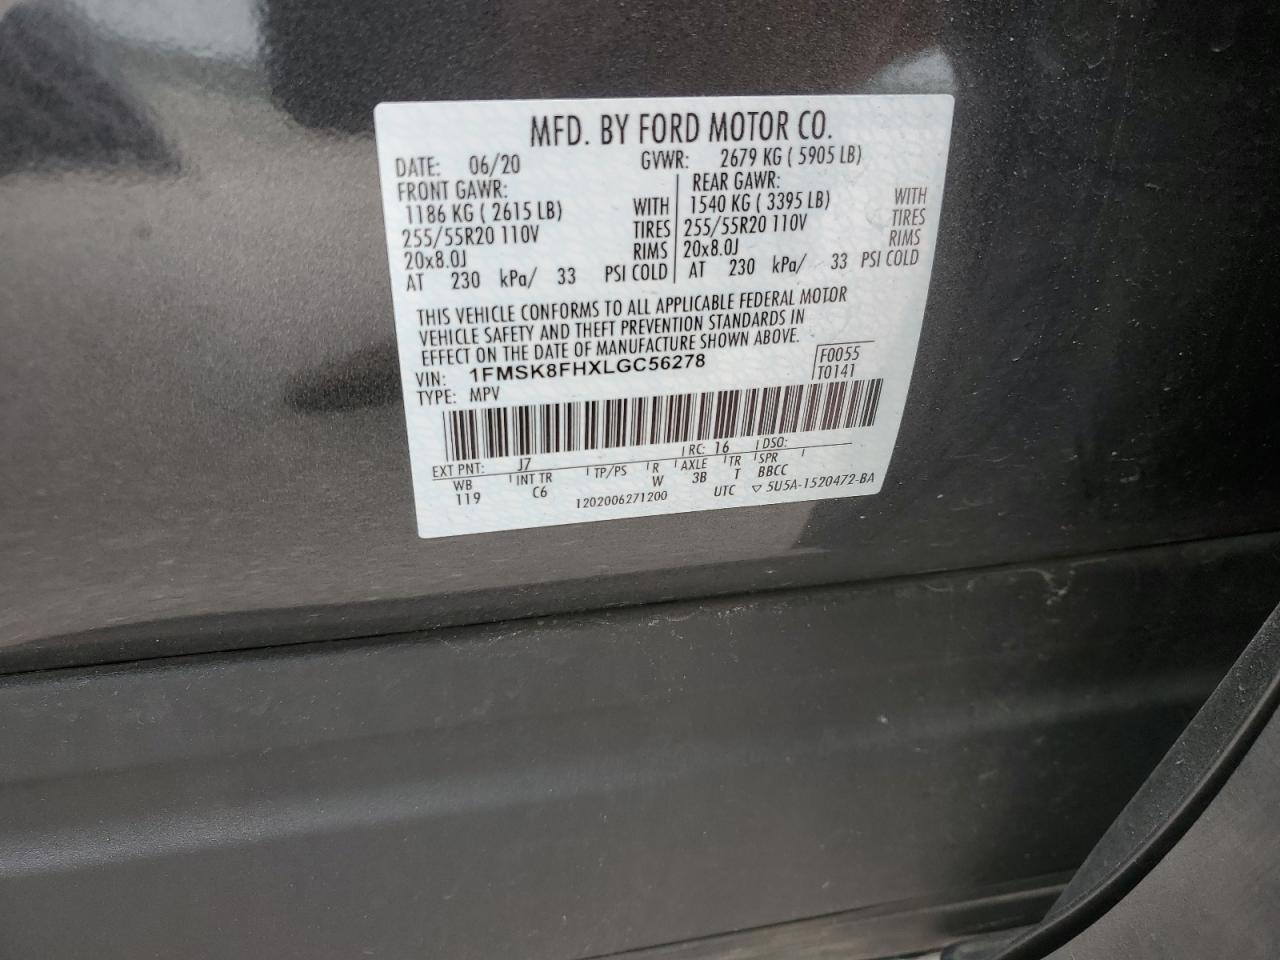 MFD. BY FORD MOTOR CO.
DATE: 06/20 GVWR: 2679 KG ( 5905 LB)
FRONT GAWR: REAR GAWR:
1186 KG ( 2615 LB) WITH 1540 KG ( 3395 LB) WITH
255/55R20 110V TIRES 255/55R20 110V TIRES
20x8.0J RIMS 20x8.0J RIMS
AT 230 kPa/ 33 PSI COLD AT 230 kPa/ 33 PSI COLD
THIS VEHICLE CONFORMS TO ALL APPLICABLE FEDERAL MOTOR
VEHICLE SAFETY AND THEFT PREVENTION STANDARDS IN
EFFECT ON THE DATE OF MANUFACTURE SHOWN ABOVE.
VIN: 1FMSK8FHXLGC56278 F0055
TYPE: MPV T0141
EXT PNT: J7 RC: 16 DSO:
WB INT TR TP/PS R AXLE TR SPR
119 C6 W 3B T BBCC
1202006271200 UTC ▽ 5U5A-1520472-BA